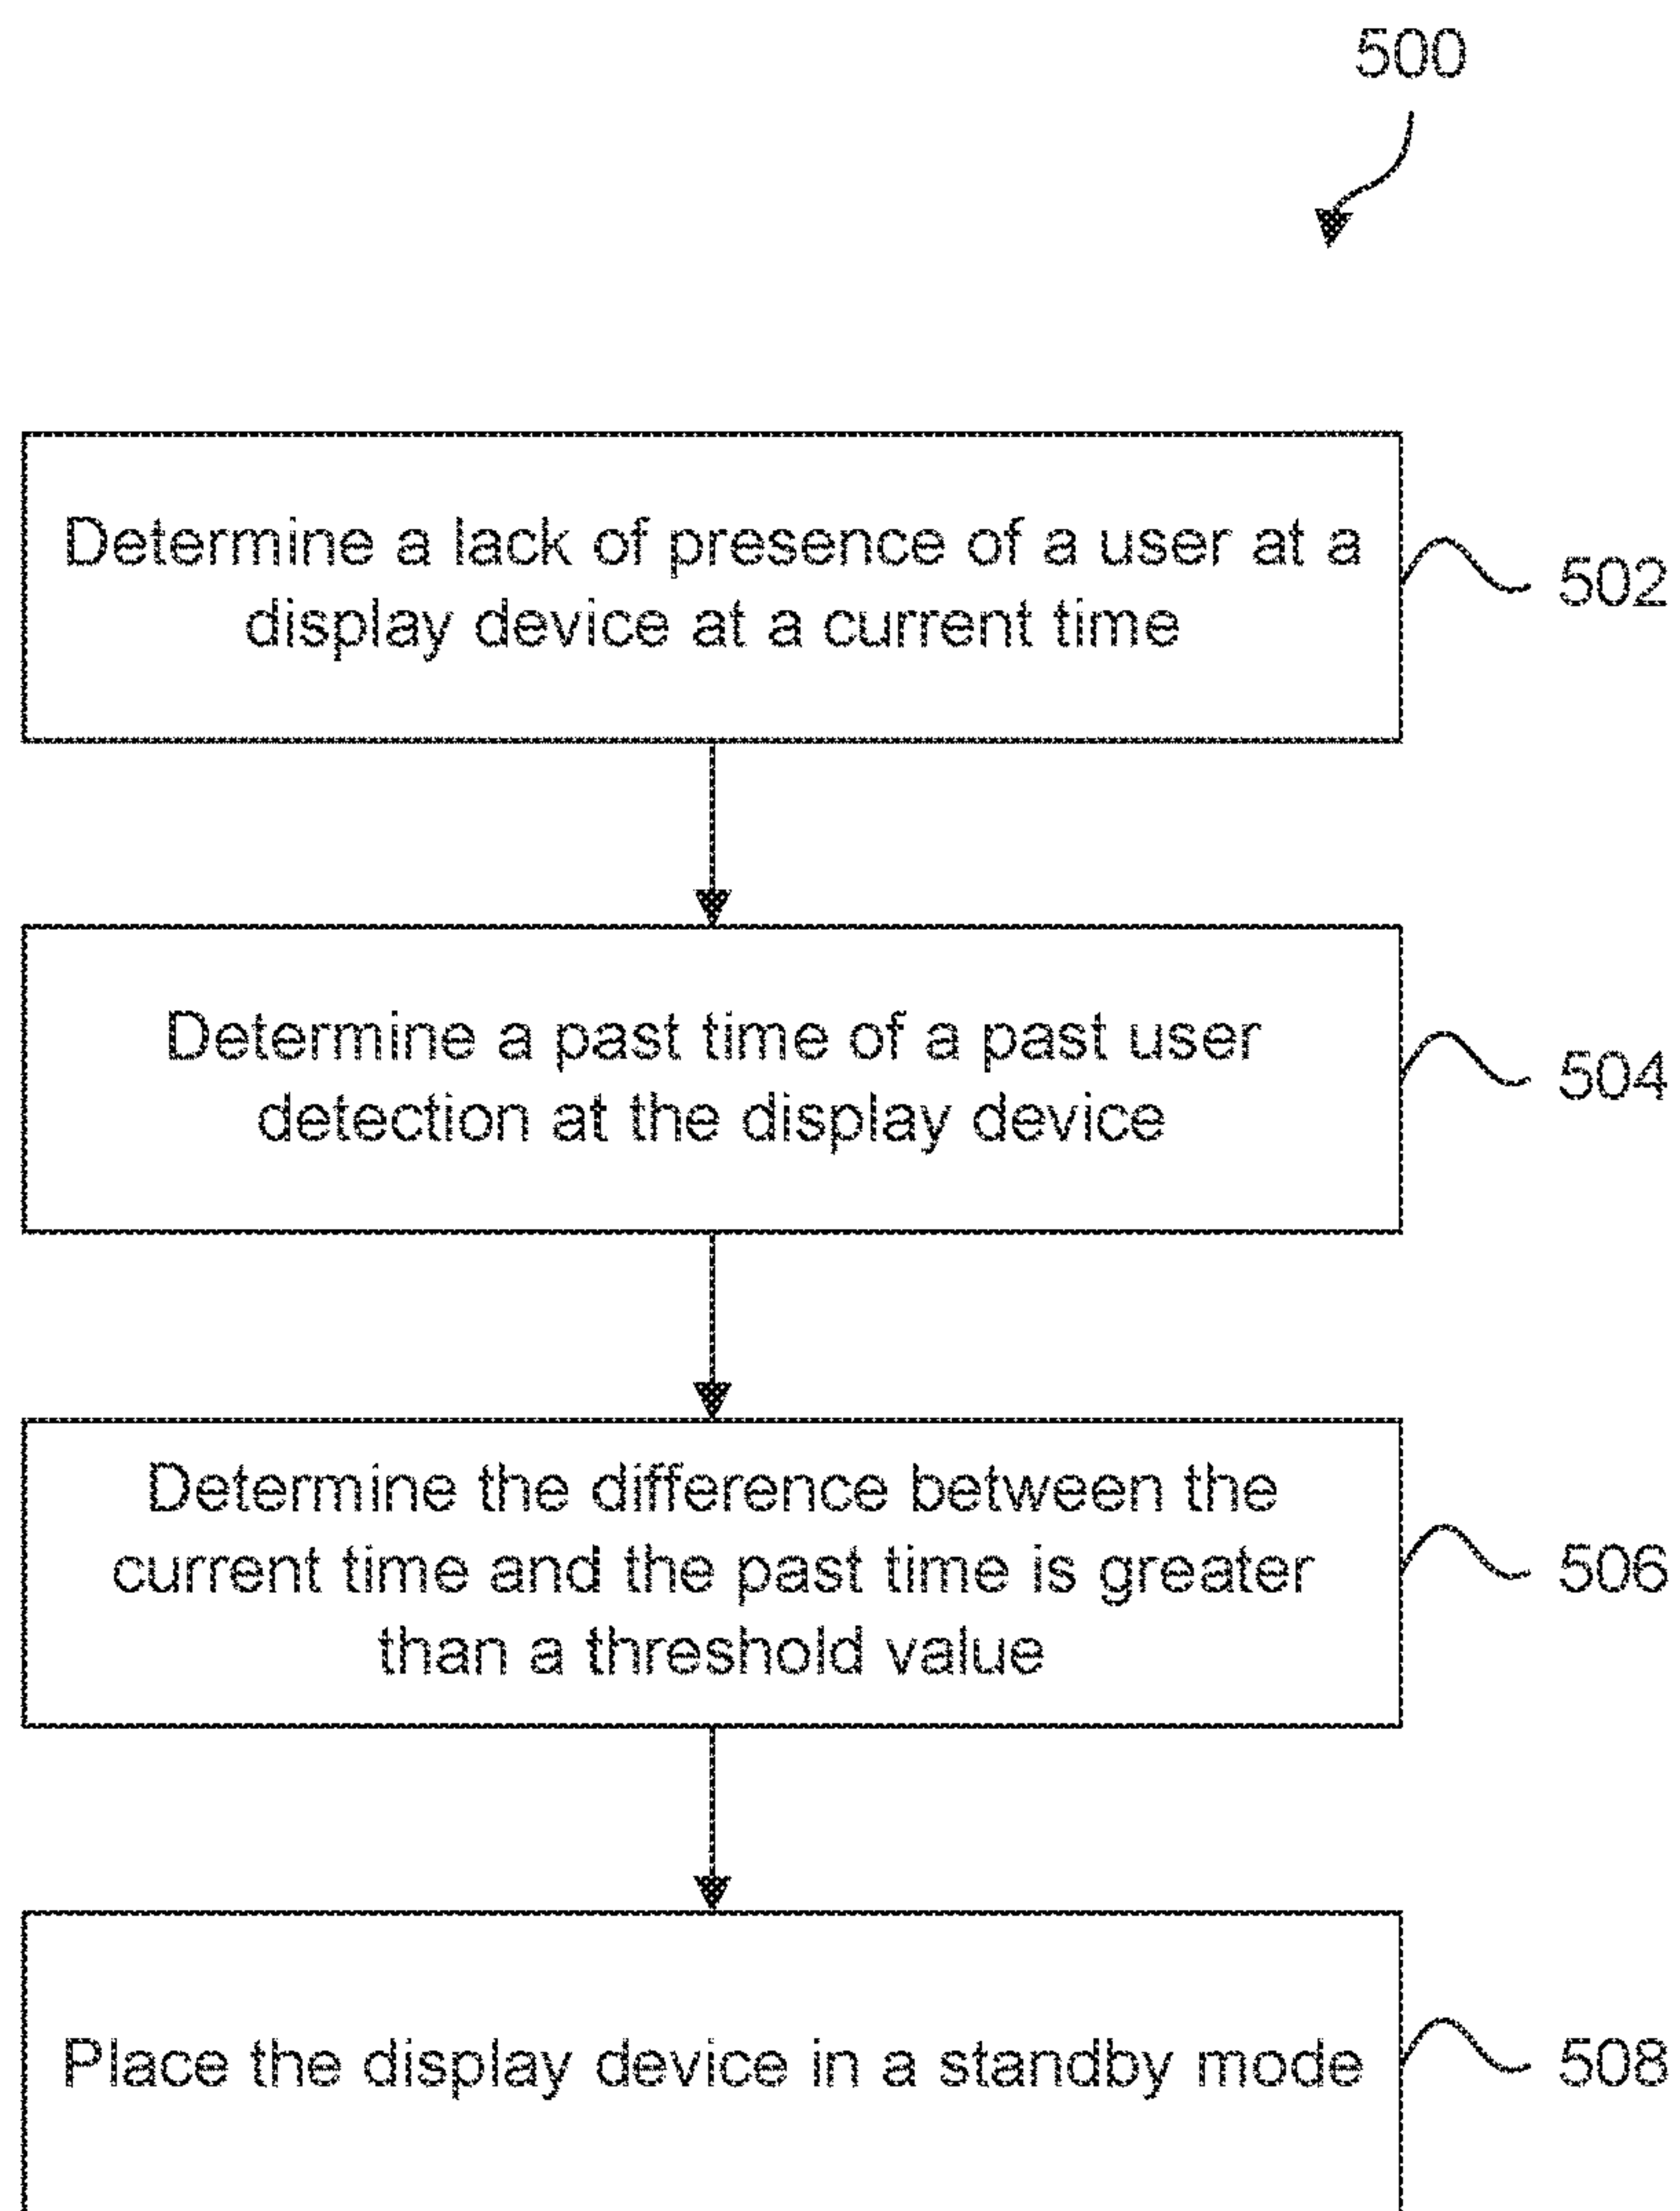 500
Determine a lack of presence of a user at a
display device at a current time
502
Determine a past time of a past user
detection at the display device
504
Determine the difference between the
current time and the past time is greater
than a threshold value
506
Place the display device in a standby mode
508